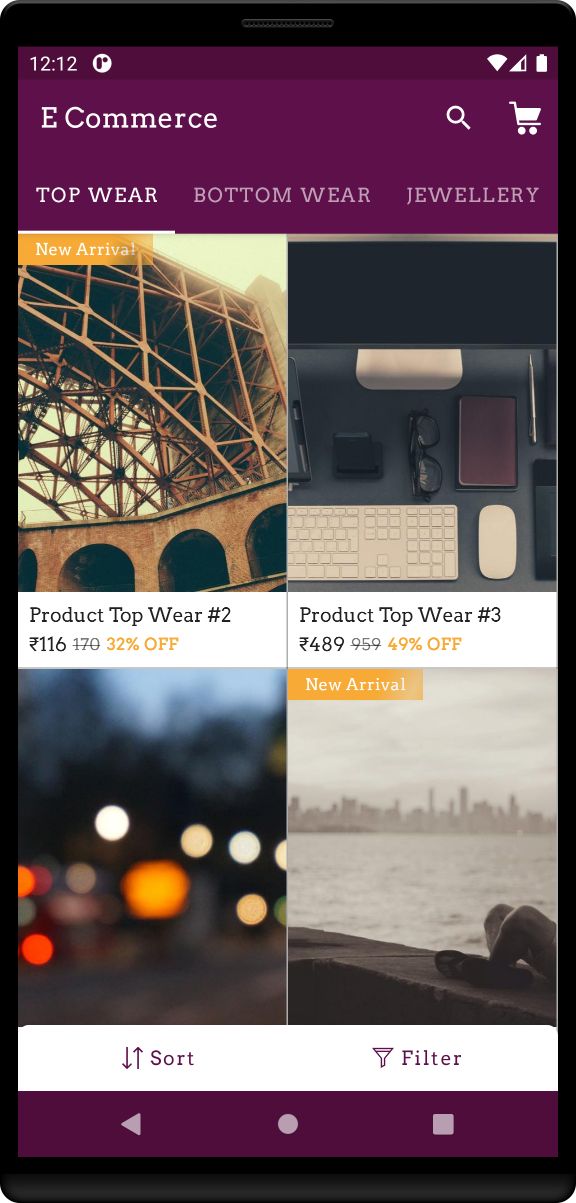 12:12
E Commerce
TOP WEAR BOTTOM WEAR JEWELLERY
New Arrival
Product Top Wear #2
₹116 170 32% OFF
Product Top Wear #3
₹489 959 49% OFF
New Arrival
Sort Filter